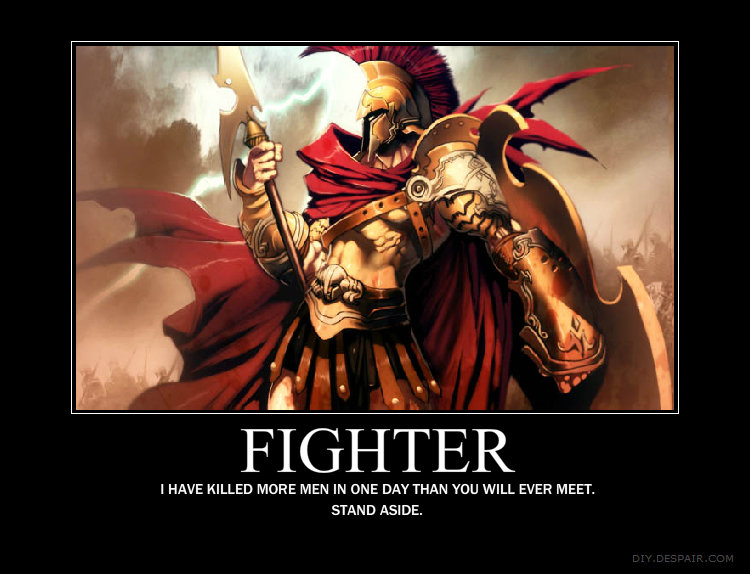 FIGHTER
I HAVE KILLED MORE MEN IN ONE DAY THAN YOU WILL EVER MEET.
STAND ASIDE.
DIY.DESPAIR.COM